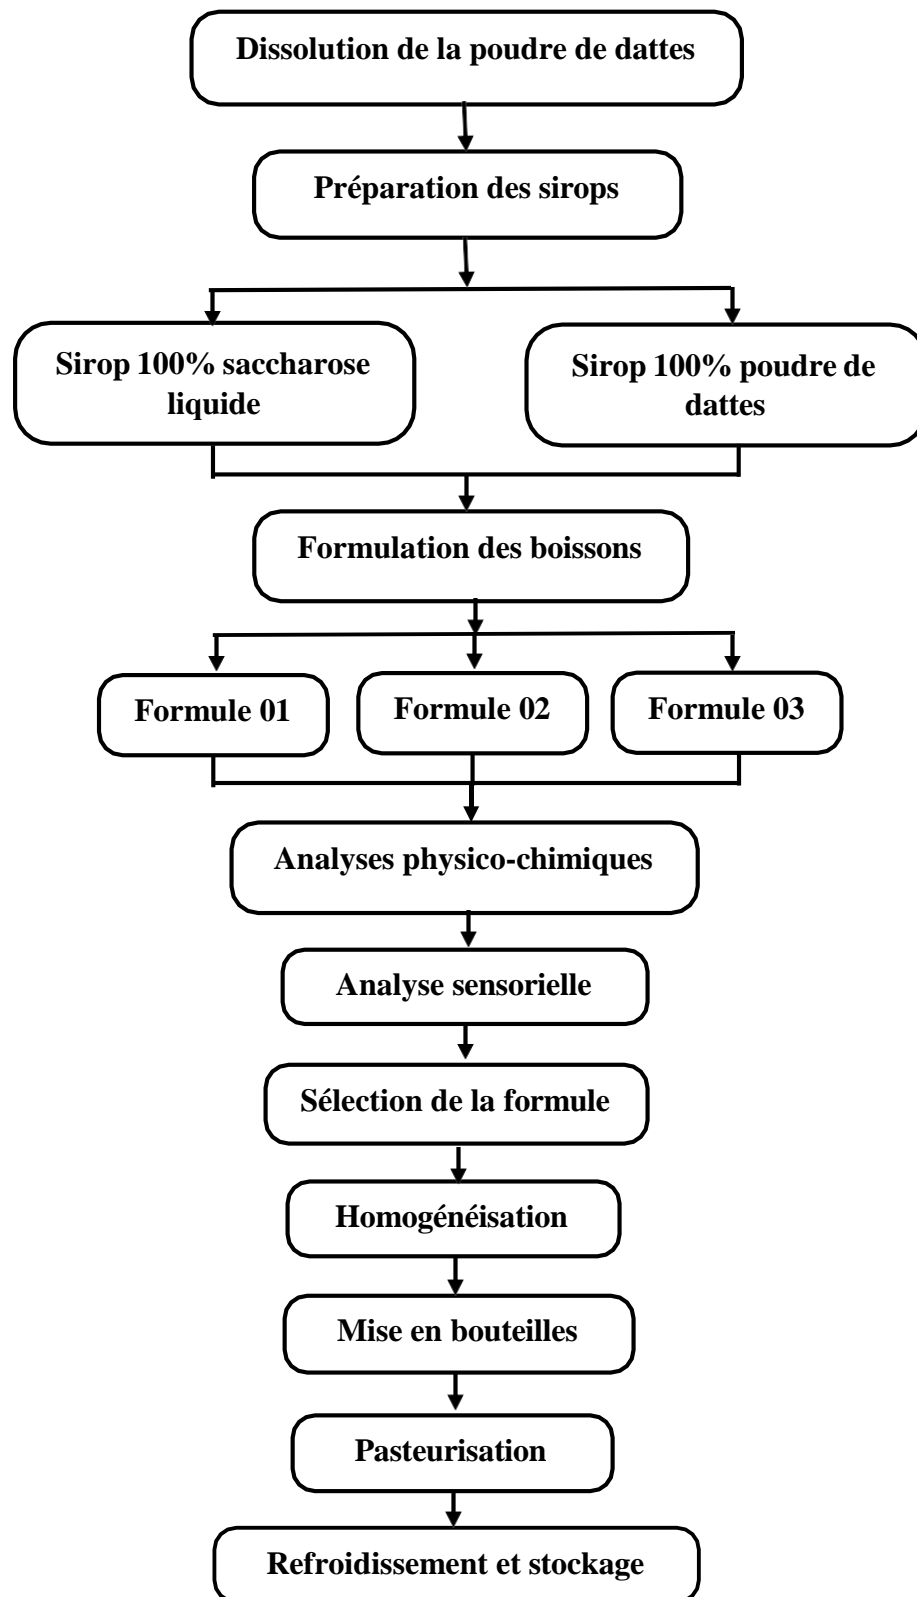 Dissolution de la poudre de dattes
Préparation des sirops
Sirop 100% saccharose
liquide
Sirop 100% poudre de
dattes
Formulation des boissons
Formule 01
Formule 02
Formule 03
Analyses physico-chimiques
Analyse sensorielle
Sélection de la formule
Homogénéisation
Mise en bouteilles
Pasteurisation
Refroidissement et stockage